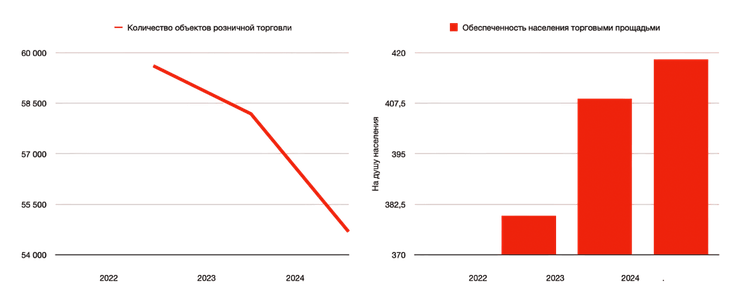 Количество объектов розничной торговли
60 000
58 500
57 000
55 500
54 000
2022 2023 2024
Обеспеченность населения торговыми прощадьми
На душу населения
420
407,5
395
382,5
370
2022 2023 2024 .